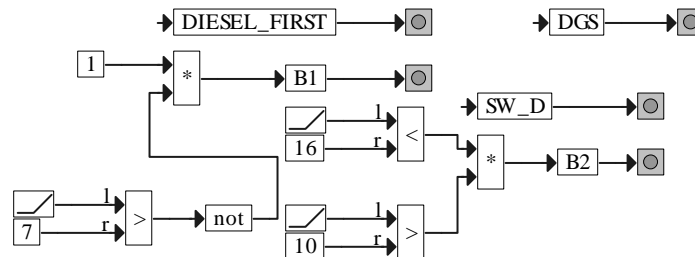 DIESEL_FIRST
DGS
1
*
B1
SW_D
l
16
r
<
*
B2
l
7
r
>
not
l
10
r
>